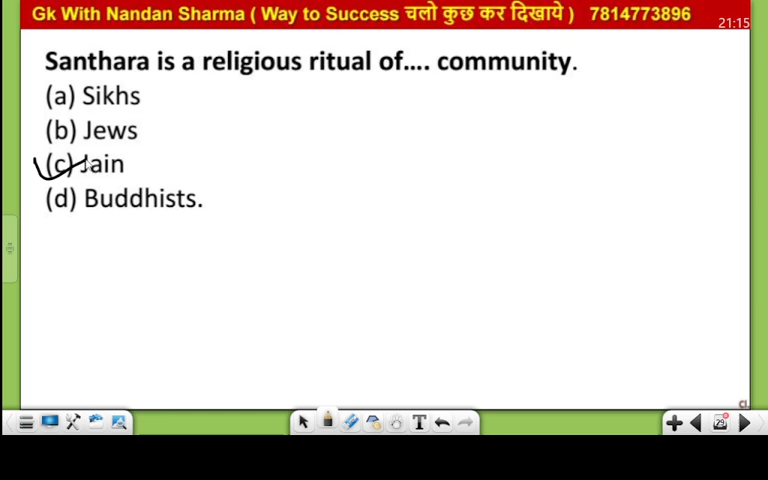 Gk With Nandan Sharma ( Way to Success चलो कुछ कर दिखाये ) 7814773896
21:15
Santhara is a religious ritual of.... community.
(a) Sikhs
(b) Jews
(c) Jain
(d) Buddhists.
T
29